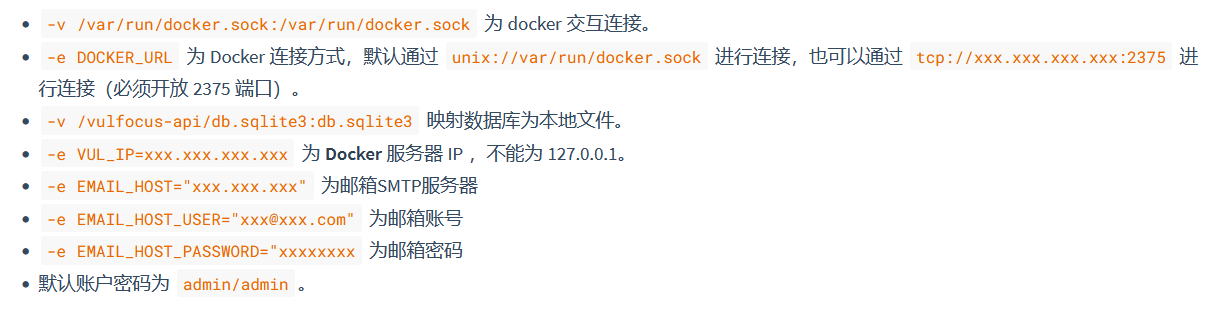 -v /var/run/docker.sock:/var/run/docker.sock 为 docker 交互连接。
-e DOCKER_URL 为 Docker 连接方式，默认通过 unix://var/run/docker.sock 进行连接，也可以通过 tcp://xxx.xxx.xxx.xxx:2375 进
行连接（必须开放 2375 端口）。
-v /vulfocus-api/db.sqlite3:db.sqlite3 映射数据库为本地文件。
-e VUL_IP=xxx.xxx.xxx.xxx 为 Docker 服务器 IP ，不能为 127.0.0.1。
-e EMAIL_HOST="xxx.xxx.xxx" 为邮箱SMTP服务器
-e EMAIL_HOST_USER="xxx@xxx.com" 为邮箱账号
-e EMAIL_HOST_PASSWORD="xxxxxxxx 为邮箱密码
默认账户密码为 admin/admin 。